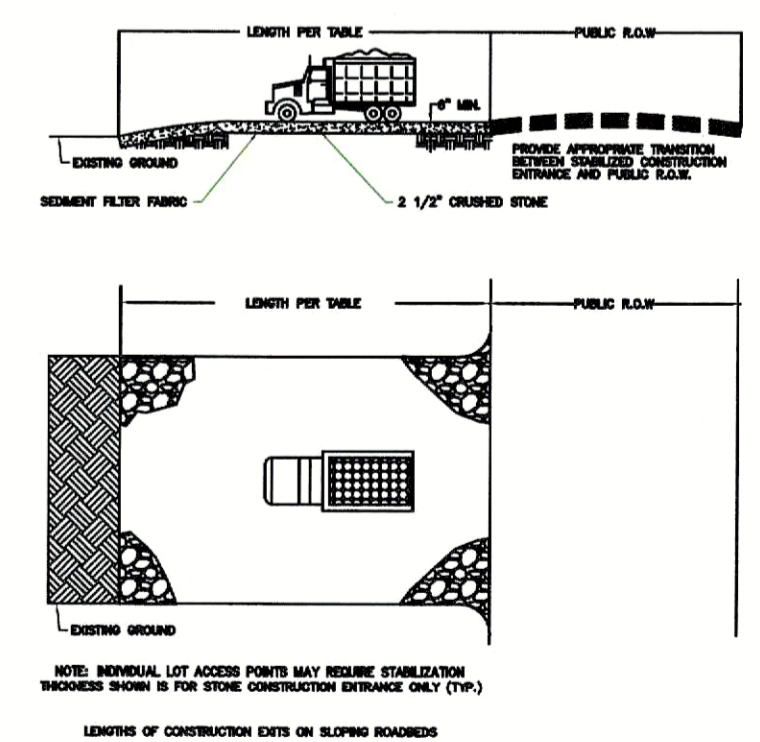 LENGTH PER TABLE
PUBLIC R.O.W
6" MIN.
EXISTING GROUND
PROVIDE APPROPRIATE TRANSITION
BETWEEN STABILIZED CONSTRUCTION
ENTRANCE AND PUBLIC R.O.W.
SEDIMENT FILTER FABRIC
2 1/2" CRUSHED STONE
LENGTH PER TABLE
PUBLIC R.O.W
EXISTING GROUND
NOTE: INDIVIDUAL LOT ACCESS POINTS MAY REQUIRE STABILIZATION
THICKNESS SHOWN IS FOR STONE CONSTRUCTION ENTRANCE ONLY (TYP.)
LENGTHS OF CONSTRUCTION EXITS ON SLOPING ROADBEDS